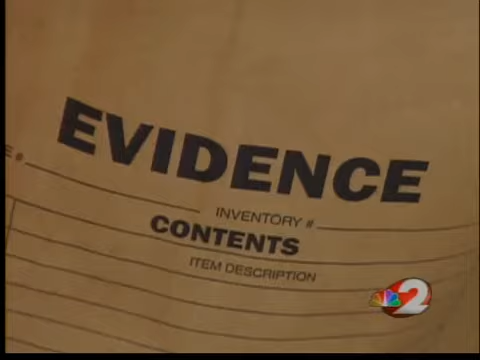 EVIDENCE
E #
INVENTORY #
CONTENTS
ITEM DESCRIPTION
2